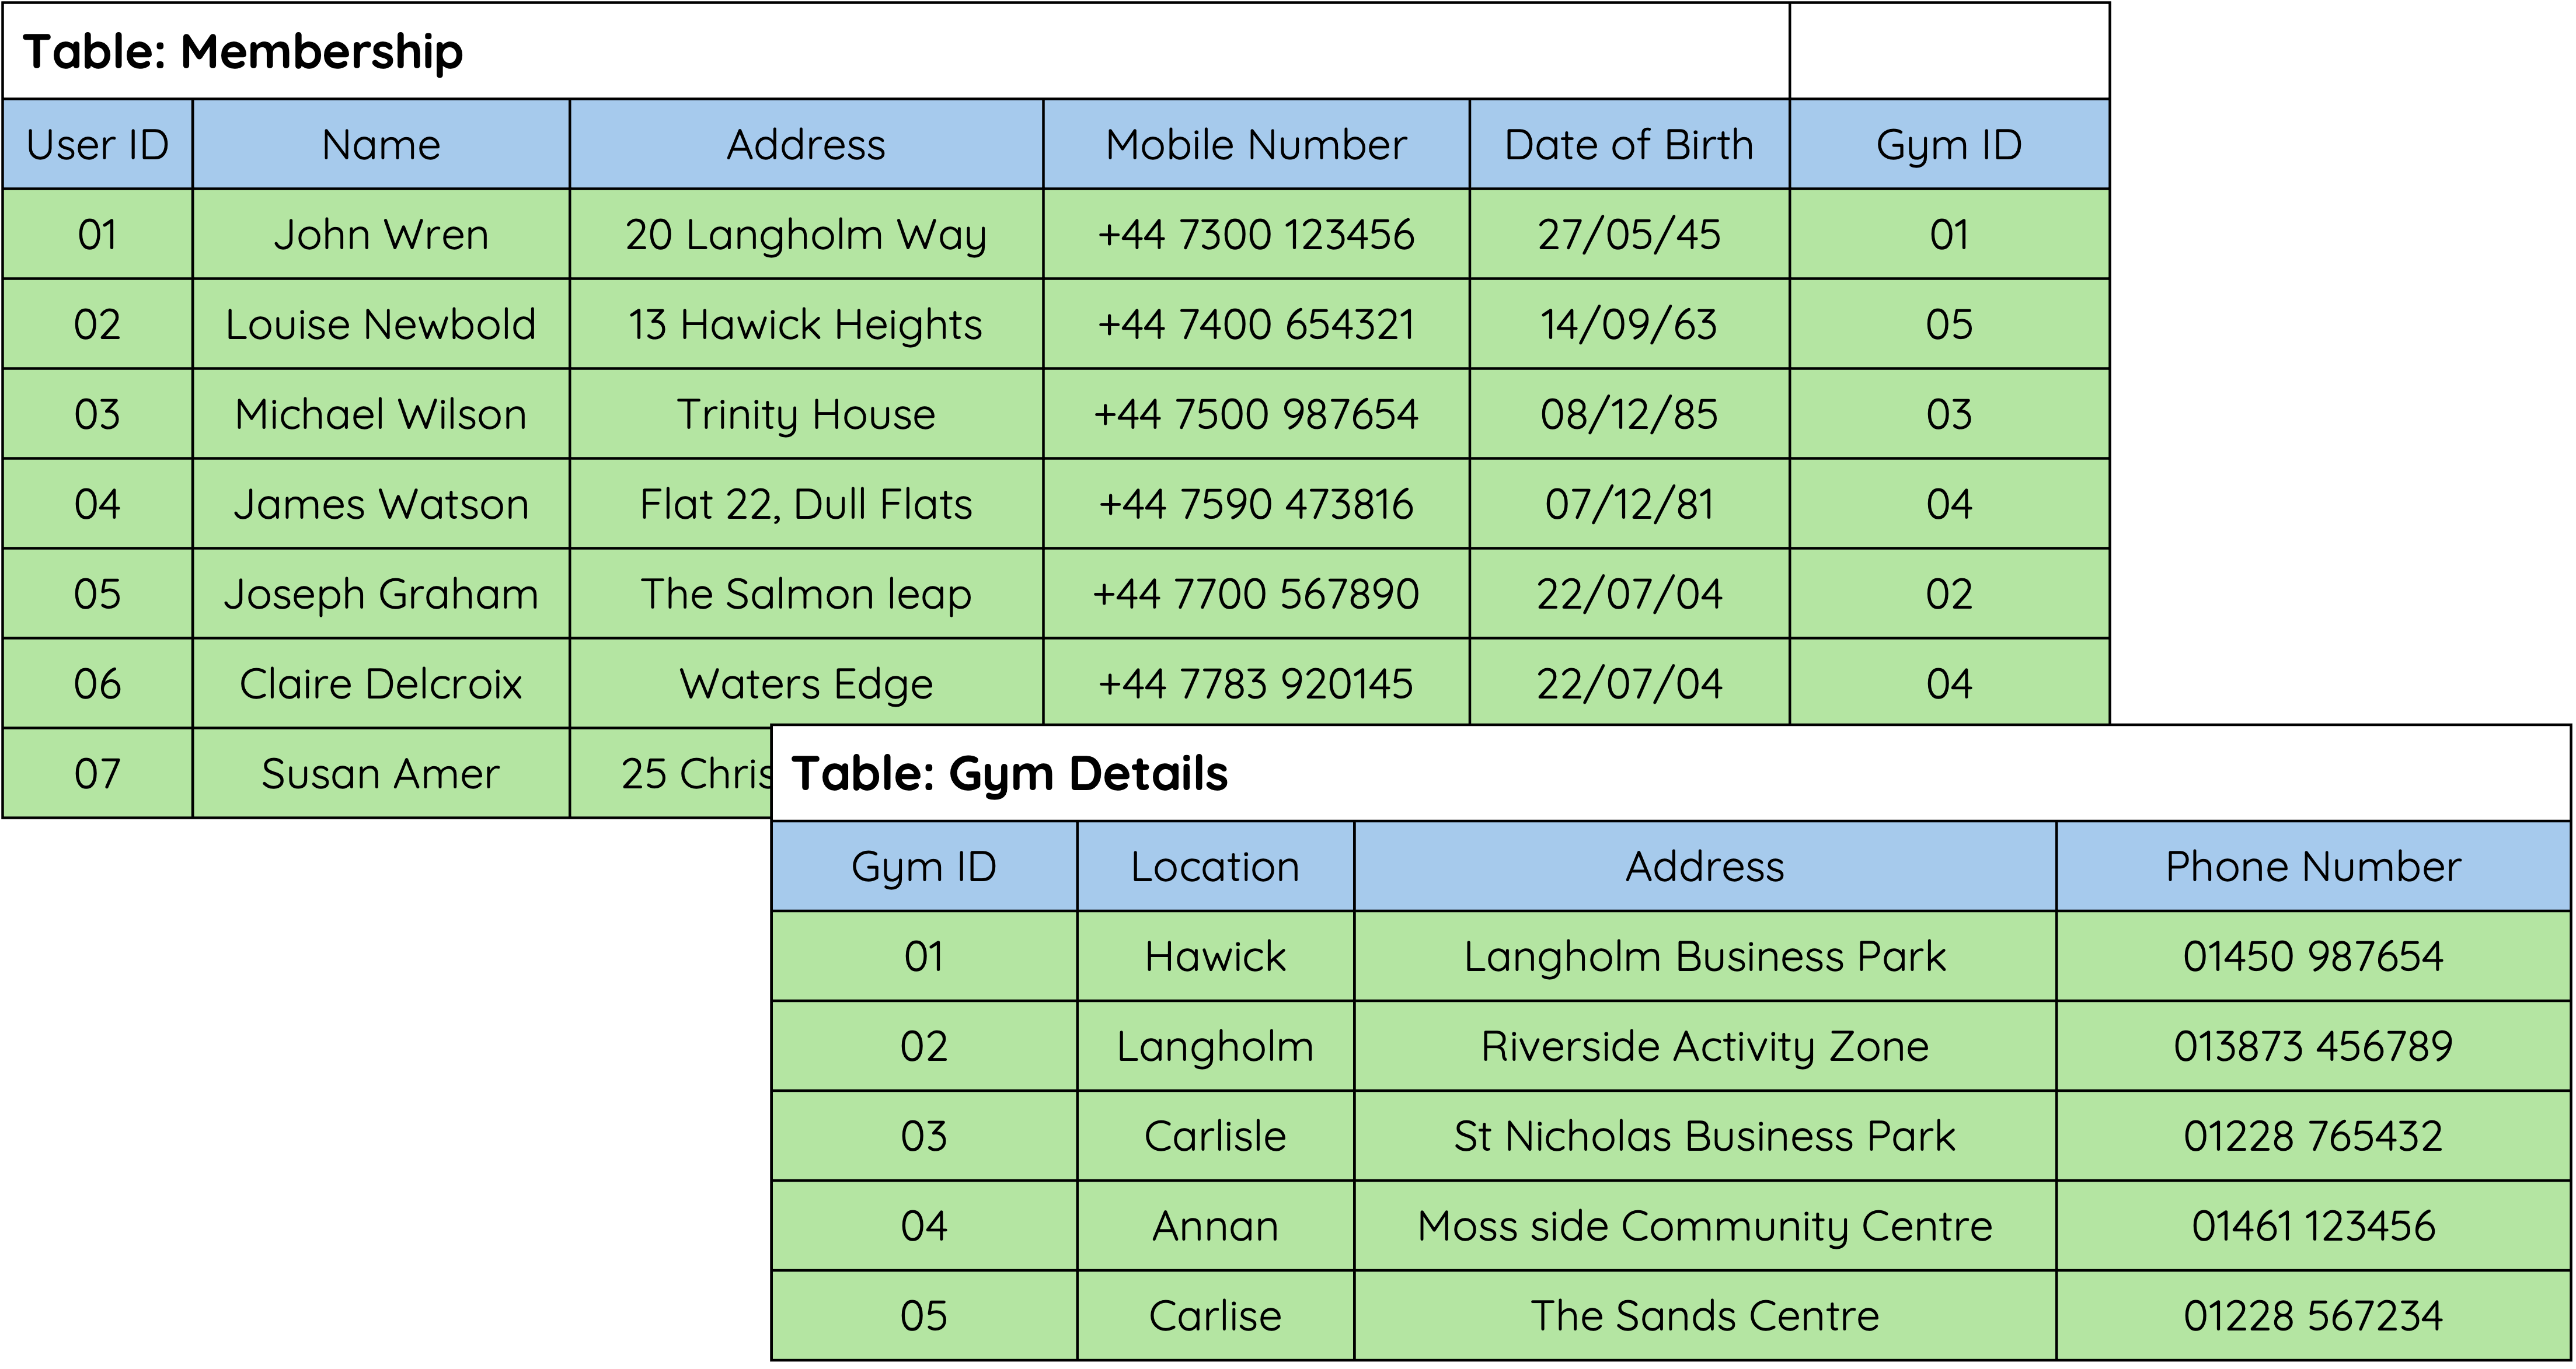 Table: Membership
User ID Name Address Mobile Number Date of Birth Gym ID
01 John Wren 20 Langholm Way +44 7300 123456 27/05/45 01
02 Louise Newbold 13 Hawick Heights +44 7400 654321 14/09/63 05
03 Michael Wilson Trinity House +44 7500 987654 08/12/85 03
04 James Watson Flat 22, Dull Flats +44 7590 473816 07/12/81 04
05 Joseph Graham The Salmon leap +44 7700 567890 22/07/04 02
06 Claire Delcroix Waters Edge +44 7783 920145 22/07/04 04
07 Susan Amer 25 Chris
Table: Gym Details
Gym ID Location Address Phone Number
01 Hawick Langholm Business Park 01450 987654
02 Langholm Riverside Activity Zone 013873 456789
03 Carlisle St Nicholas Business Park 01228 765432
04 Annan Moss side Community Centre 01461 123456
05 Carlise The Sands Centre 01228 567234